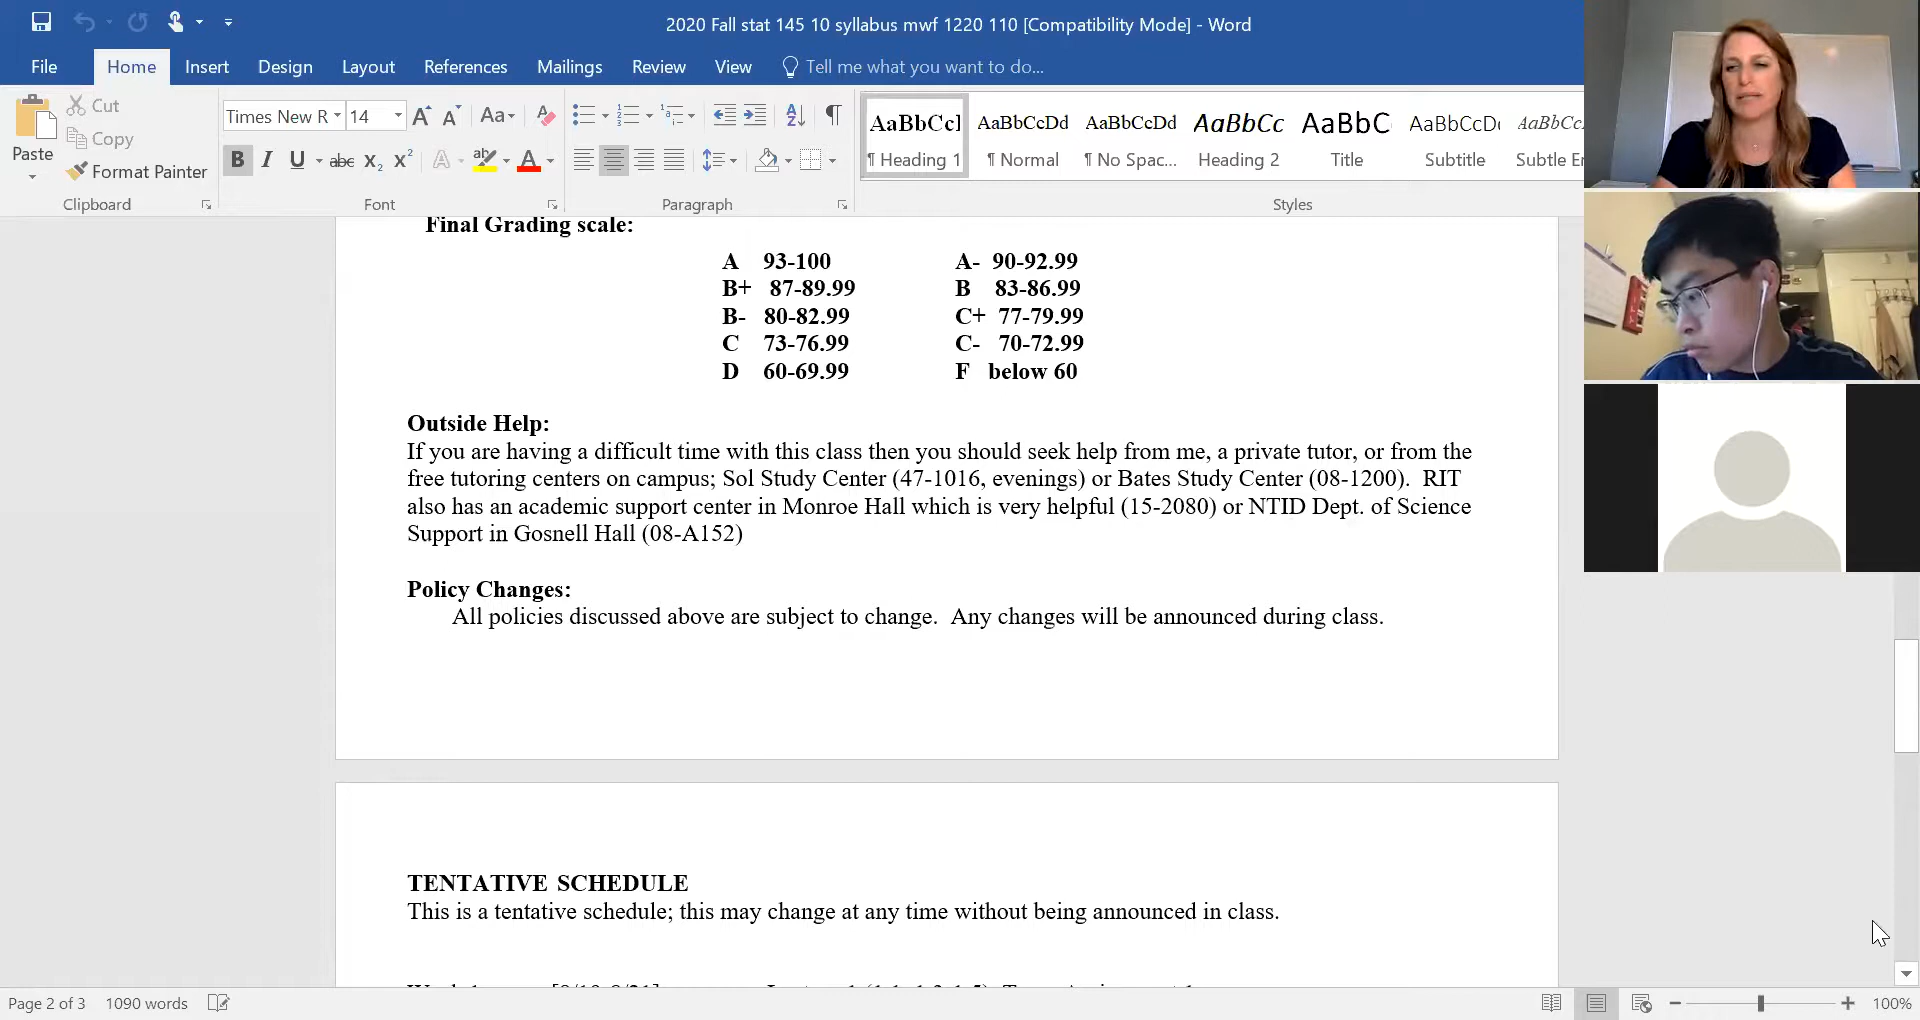 2020 Fall stat 145 10 syllabus mwf 1220 110 [Compatibility Mode] - Word
File Home Insert Design Layout References Mailings Review View Tell me what you want to do...
Cut
Copy
Paste
Format Painter
Clipboard
Times New R 14
Font
Paragraph
AaBbCcI AaBbCcDd AaBbCcDd AaBbCc AaBbC AaBbCcDd AaBbCc
¶ Heading 1 ¶ Normal ¶ No Spac... Heading 2 Title Subtitle Subtle
Styles
Final Grading scale:
A 93-100 A- 90-92.99
B+ 87-89.99 B 83-86.99
B- 80-82.99 C+ 77-79.99
C 73-76.99 C- 70-72.99
D 60-69.99 F below 60
Outside Help:
If you are having a difficult time with this class then you should seek help from me, a private tutor, or from the
free tutoring centers on campus; Sol Study Center (47-1016, evenings) or Bates Study Center (08-1200). RIT
also has an academic support center in Monroe Hall which is very helpful (15-2080) or NTID Dept. of Science
Support in Gosnell Hall (08-A152)
Policy Changes:
All policies discussed above are subject to change. Any changes will be announced during class.
TENTATIVE SCHEDULE
This is a tentative schedule; this may change at any time without being announced in class.
Page 2 of 3 1090 words 100%